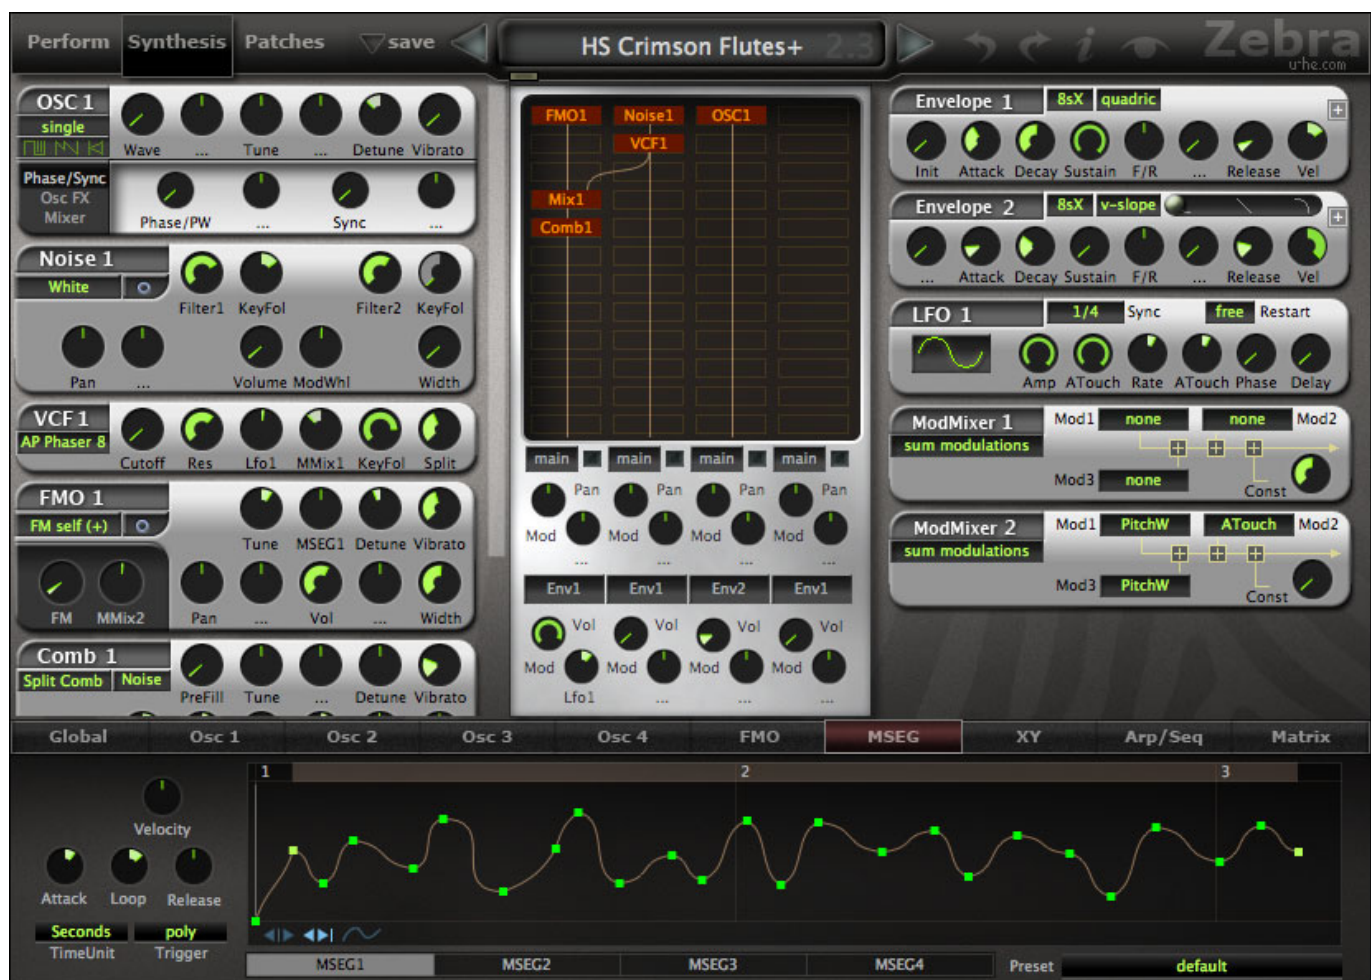 Perform Synthesis Patches save HS Crimson Flutes+ 2.3 Zebra
u-he.com
OSC 1
single
Wave ... Tune ... Detune Vibrato
Phase/Sync
Osc FX
Mixer
Phase/PW ... Sync ...
Noise 1
White
Filter1 KeyFol Filter2 KeyFol
Pan ... Volume ModWhl Width
VCF 1
AP Phaser 8
Cutoff Res Lfo1 MMix1 KeyFol Split
FMO 1
FM self (+)
Tune MSEG1 Detune Vibrato
FM MMix2 Pan ... Vol ... Width
Comb 1
Split Comb Noise
PreFill Tune ... Detune Vibrato
FMO1 Noise1 OSC1
VCF1
Mix1
Comb1
main main main main
Pan Pan Pan Pan
Mod Mod Mod Mod
... ... ... ...
Env1 Env1 Env2 Env1
Vol Vol Vol Vol
Mod Mod Mod Mod
Lfo1 ... ... ...
Envelope 1 8sX quadric
Init Attack Decay Sustain F/R ... Release Vel
Envelope 2 8sX v-slope
... Attack Decay Sustain F/R ... Release Vel
LFO 1 1/4 Sync free Restart
Amp ATouch Rate ATouch Phase Delay
ModMixer 1 Mod1 none none Mod2
sum modulations
Mod3 none Const
ModMixer 2 Mod1 PitchW ATouch Mod2
sum modulations
Mod3 PitchW Const
Global Osc 1 Osc 2 Osc 3 Osc 4 FMO MSEG XY Arp/Seq Matrix
1 2 3
Velocity
Attack Loop Release
Seconds poly
TimeUnit Trigger
MSEG1 MSEG2 MSEG3 MSEG4 Preset default